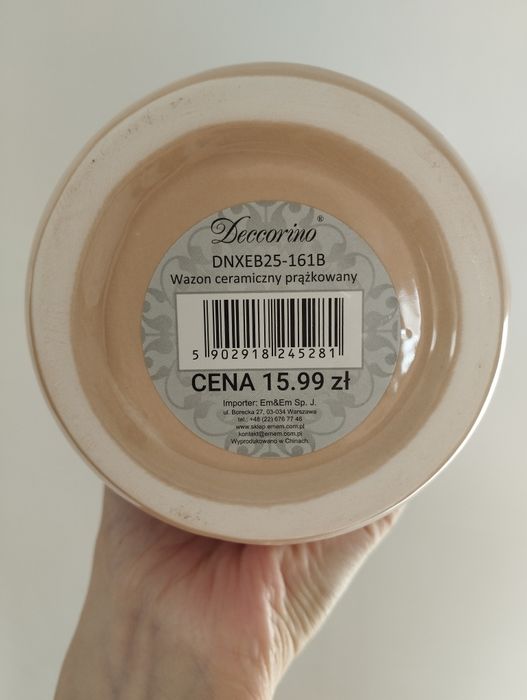 Deccorino®
DNXEB25-161B
Wazon ceramiczny prążkowany
5 902918 245281
CENA 15.99 zł
Importer: Em&Em Sp. J.
ul. Borecka 27, 03-034 Warszawa
tel.: +48 (22) 676 77 46
www.sklep.emem.com.pl
kontakt@emem.com.pl
Wyprodukowano w Chinach.